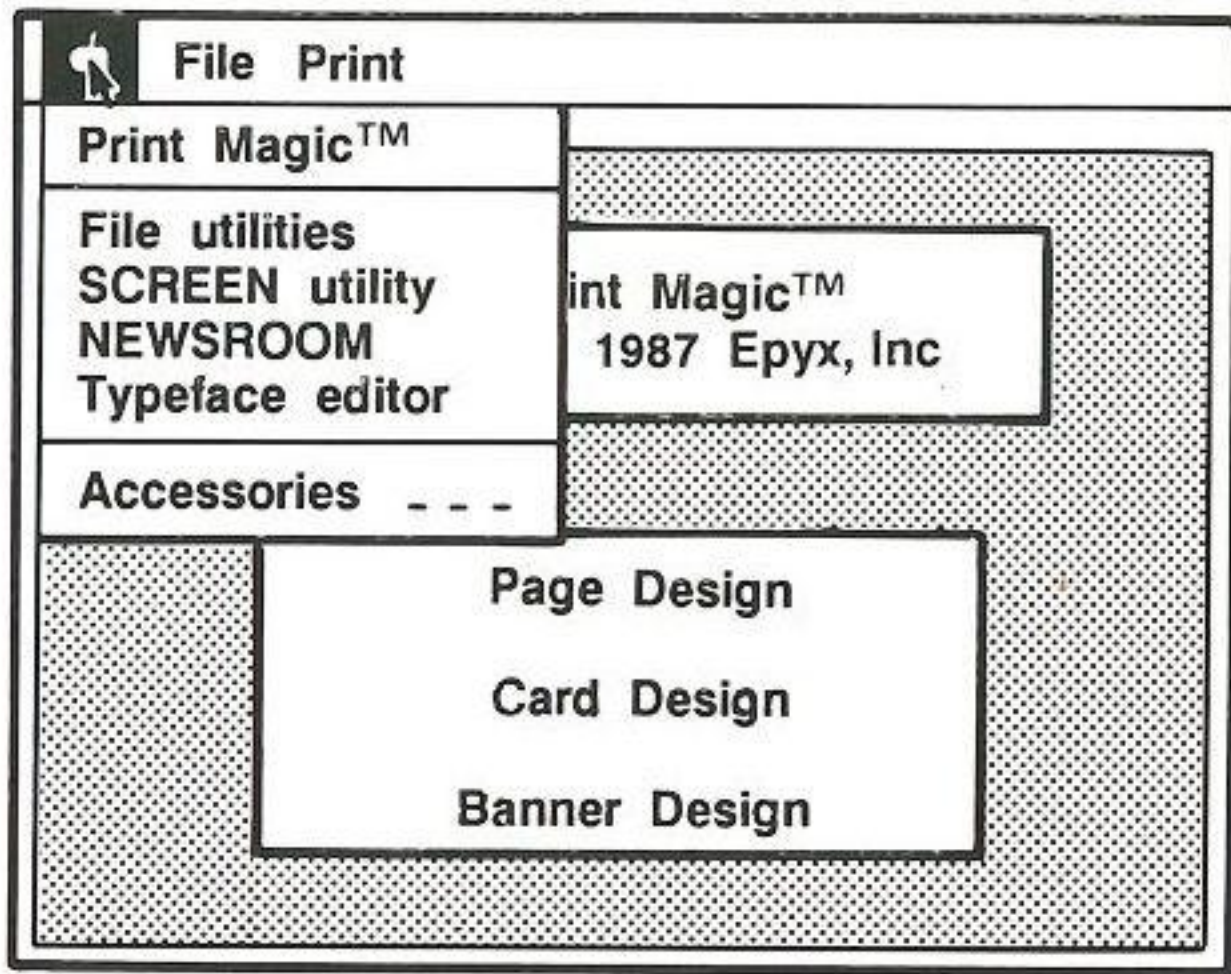 File Print
Print Magic™
File utilities
SCREEN utility
NEWSROOM
Typeface editor
Accessories _ _ _
int Magic™
1987 Epyx, Inc
Page Design
Card Design
Banner Design